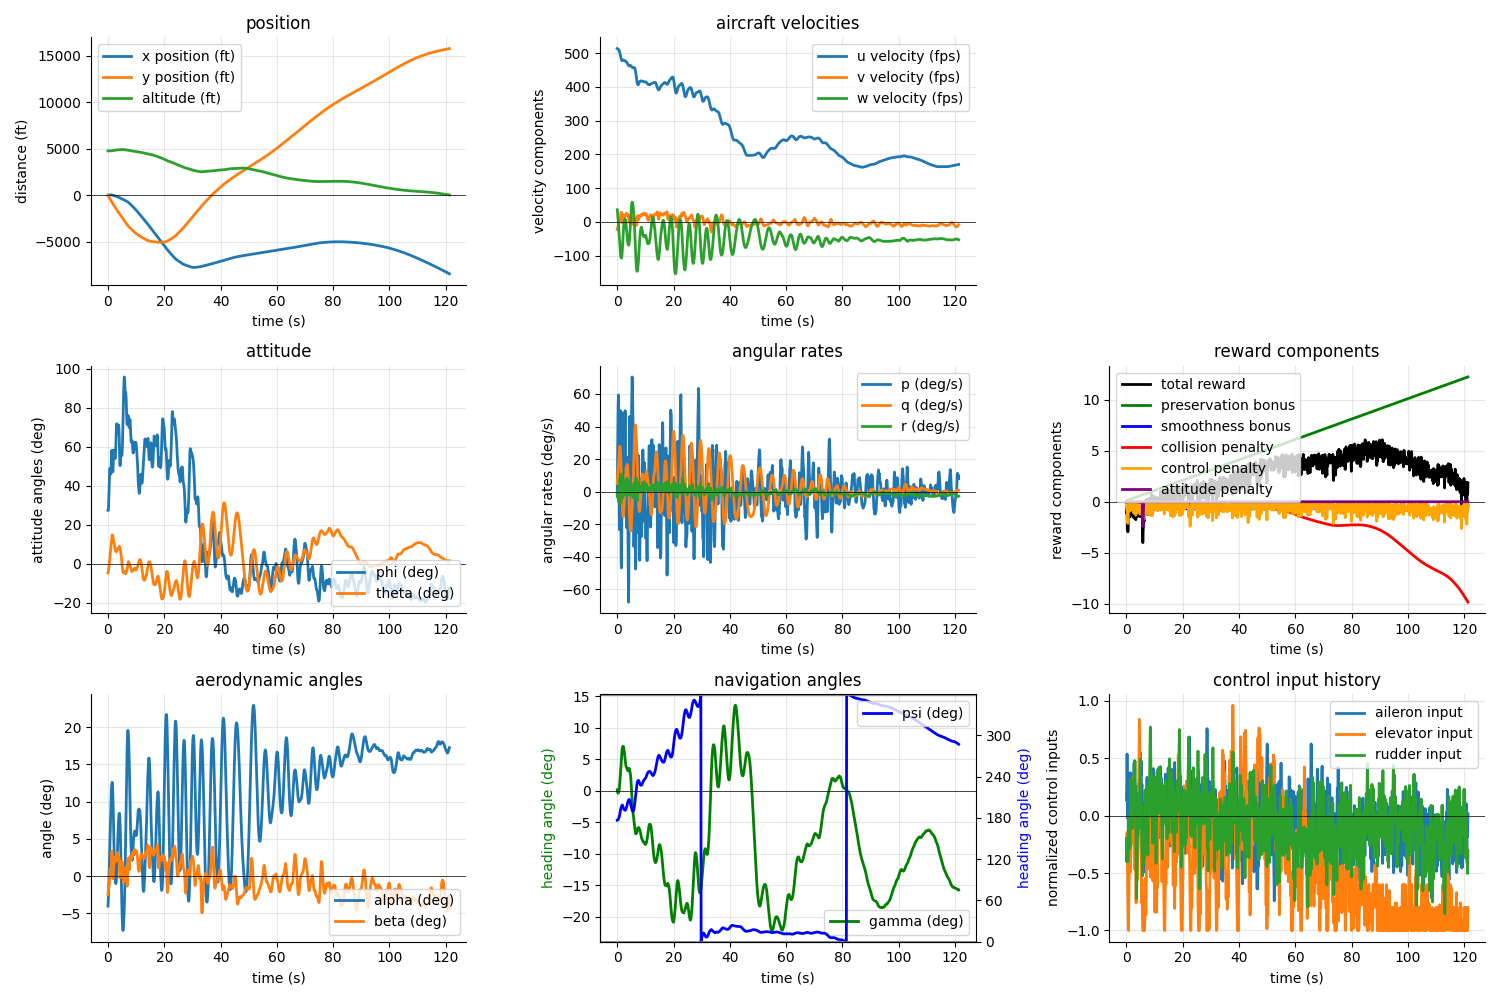 position
15000
10000
5000
0
−5000
distance (ft)
x position (ft)
y position (ft)
altitude (ft)
0 20 40 60 80 100 120
time (s)
aircraft velocities
500
400
300
200
100
0
−100
velocity components
u velocity (fps)
v velocity (fps)
w velocity (fps)
0 20 40 60 80 100 120
time (s)
attitude
100
80
60
40
20
0
−20
attitude angles (deg)
phi (deg)
theta (deg)
0 20 40 60 80 100 120
time (s)
angular rates
60
40
20
0
−20
−40
−60
angular rates (deg/s)
p (deg/s)
q (deg/s)
r (deg/s)
0 20 40 60 80 100 120
time (s)
reward components
10
5
0
−5
−10
reward components
total reward
preservation bonus
smoothness bonus
collision penalty
control penalty
attitude penalty
0 20 40 60 80 100 120
time (s)
aerodynamic angles
20
15
10
5
0
−5
angle (deg)
alpha (deg)
beta (deg)
0 20 40 60 80 100 120
time (s)
navigation angles
15
10
5
0
−5
−10
−15
−20
heading angle (deg)
psi (deg)
gamma (deg)
300
240
180
120
60
0
heading angle (deg)
0 20 40 60 80 100 120
time (s)
control input history
1.0
0.5
0.0
−0.5
−1.0
normalized control inputs
aileron input
elevator input
rudder input
0 20 40 60 80 100 120
time (s)